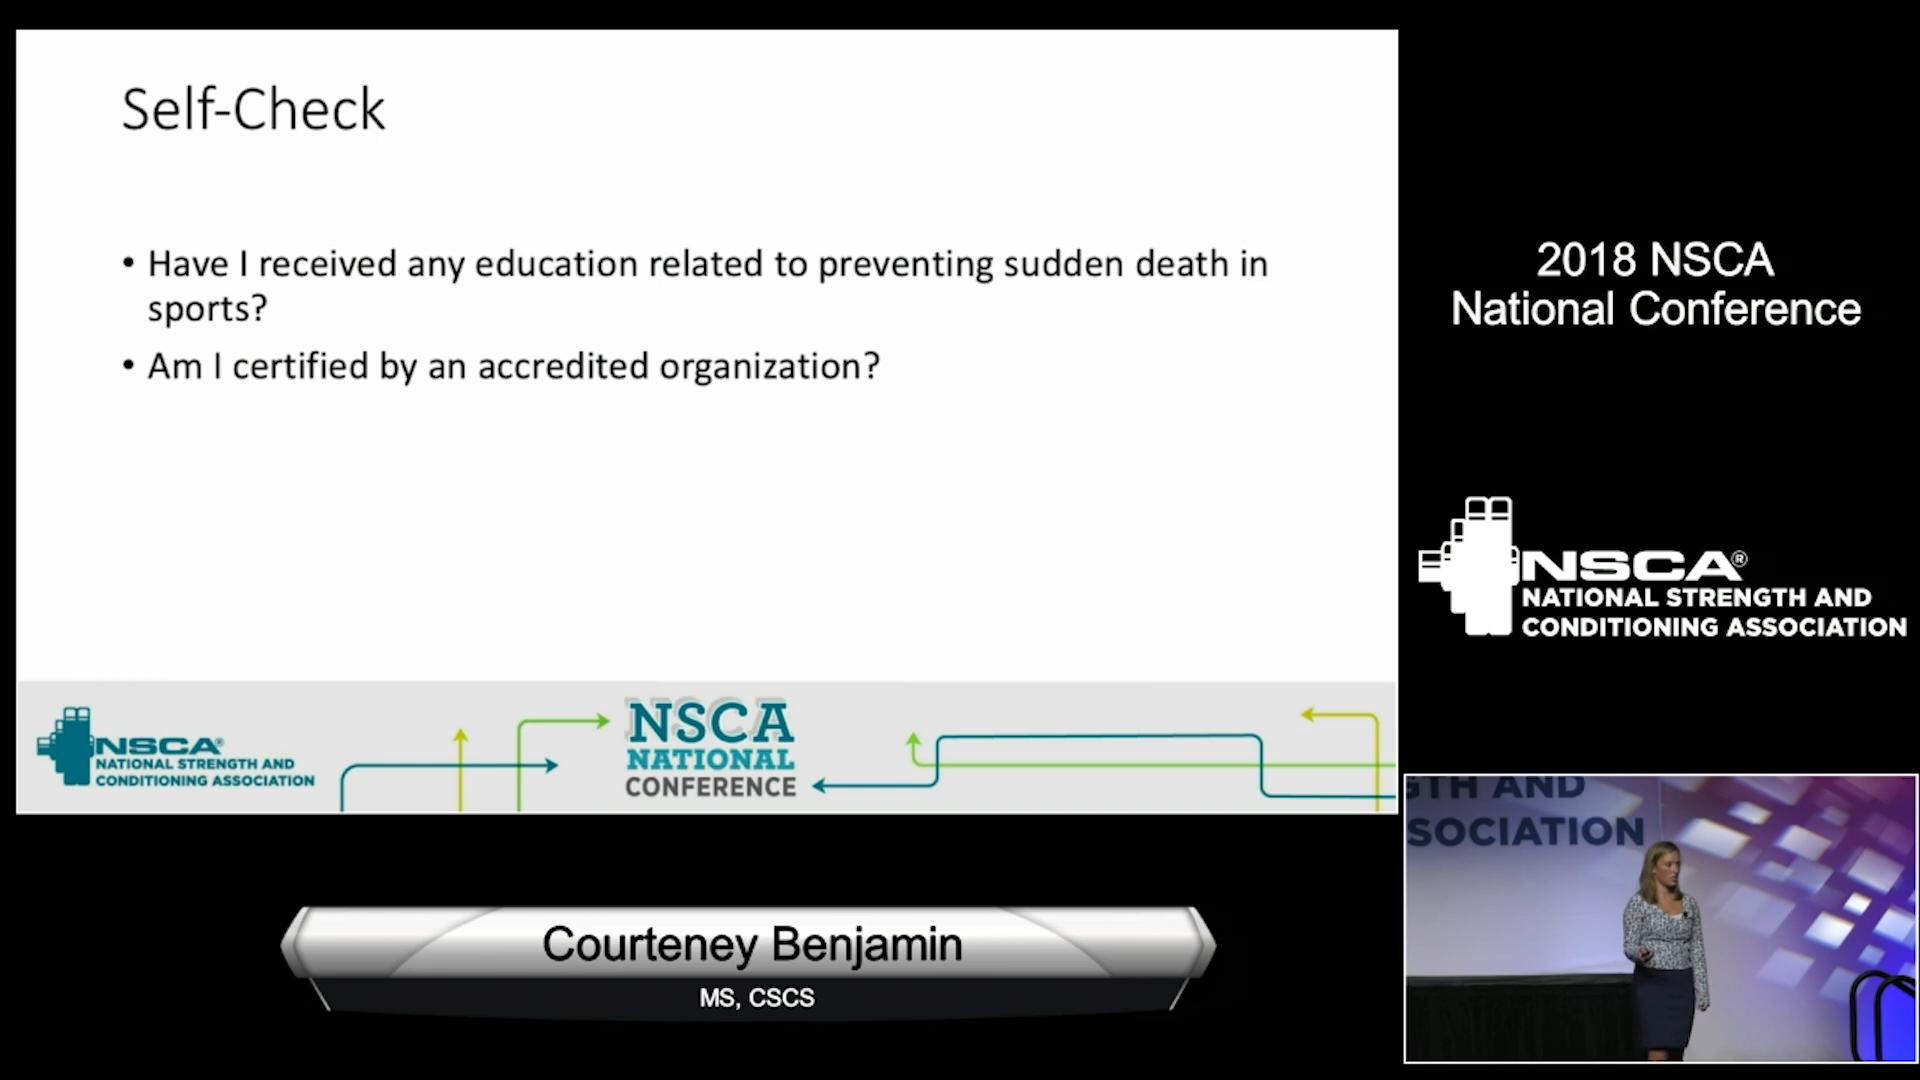 Self-Check
• Have I received any education related to preventing sudden death in
sports?
• Am I certified by an accredited organization?
NSCA®
NATIONAL STRENGTH AND
CONDITIONING ASSOCIATION
NSCA
NATIONAL
CONFERENCE
2018 NSCA
National Conference
NSCA®
NATIONAL STRENGTH AND
CONDITIONING ASSOCIATION
GTH AND
SOCIATION
Courteney Benjamin
MS, CSCS